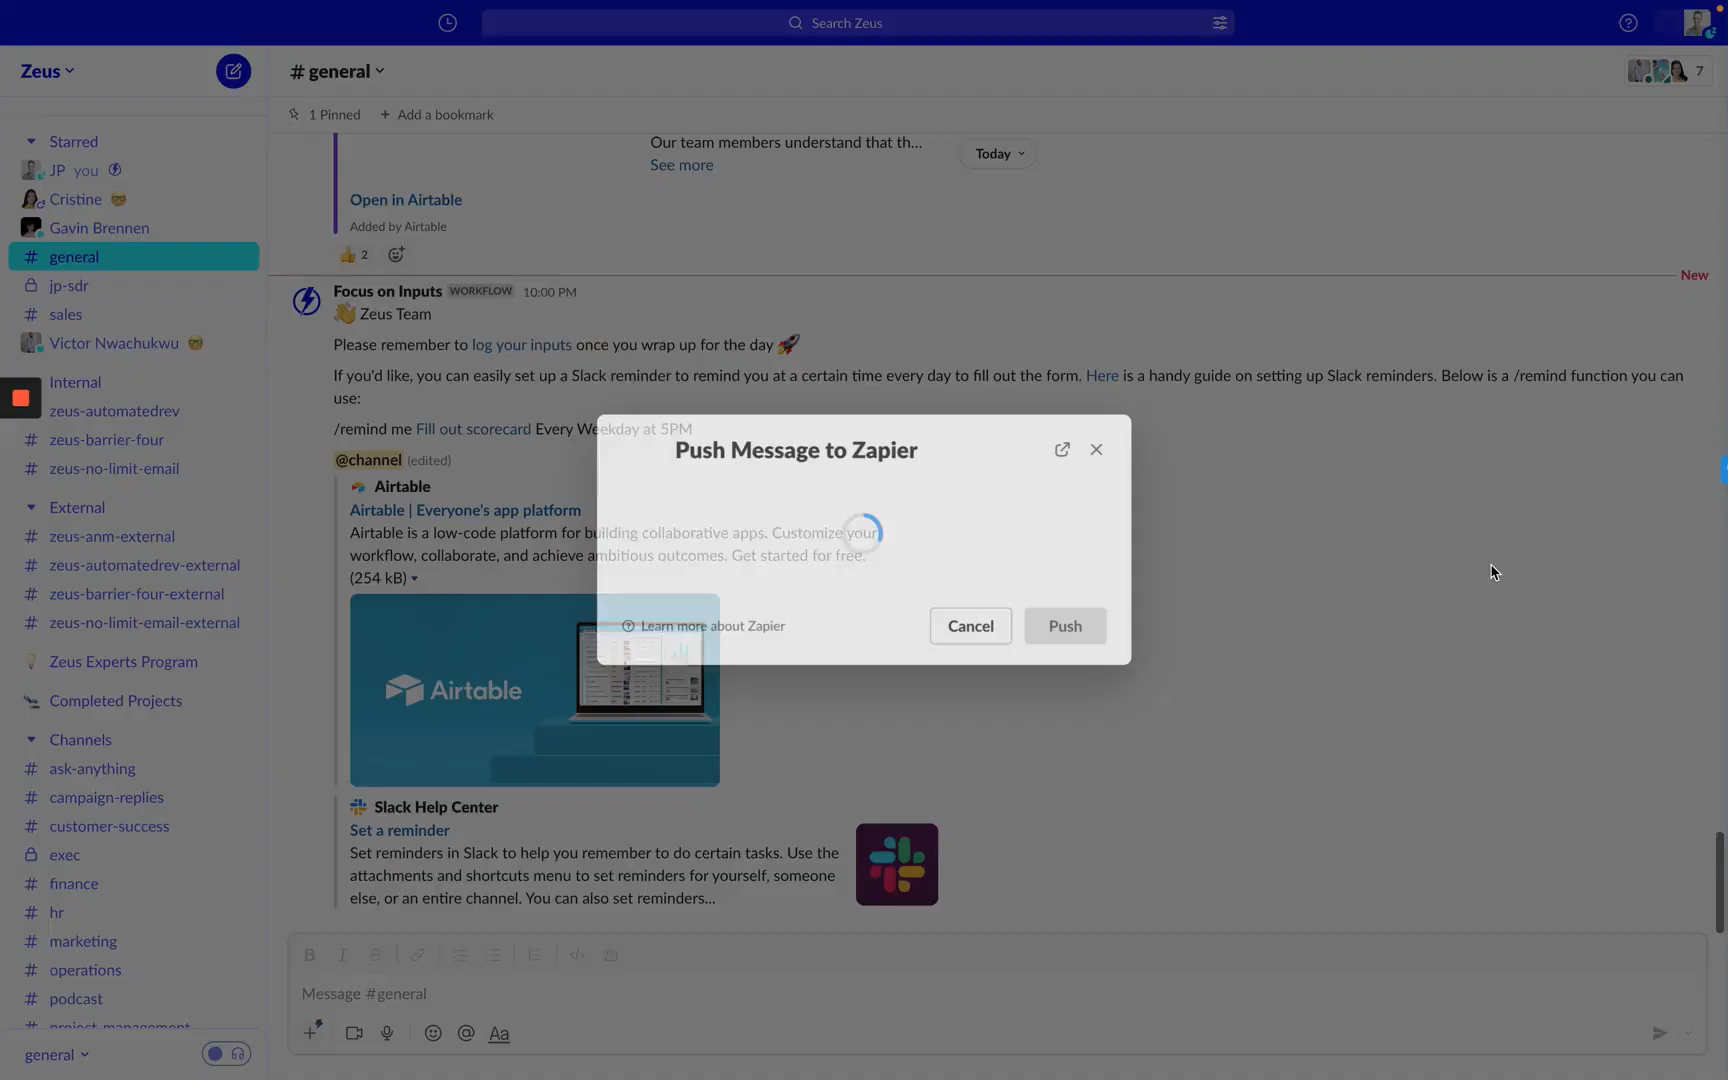 Search Zeus
Zeus
# general
7
1 Pinned
+ Add a bookmark
Starred
JP you
Cristine
Gavin Brennen
# general
jp-sdr
# sales
Victor Nwachukwu
Internal
zeus-automatedrev
zeus-barrier-four
zeus-no-limit-email
External
zeus-anm-external
zeus-automatedrev-external
zeus-barrier-four-external
zeus-no-limit-email-external
Zeus Experts Program
Completed Projects
Channels
# ask-anything
# campaign-replies
# customer-success
exec
# finance
# hr
# marketing
# operations
# podcast
# project-management
general
Our team members understand that th...
See more
Today
Open in Airtable
Added by Airtable
2
New
Focus on Inputs WORKFLOW 10:00 PM
Zeus Team
Please remember to log your inputs once you wrap up for the day
If you'd like, you can easily set up a Slack reminder to remind you at a certain time every day to fill out the form. Here is a handy guide on setting up Slack reminders. Below is a /remind function you can
use:
/remind me Fill out scorecard Every Weekday at 5PM
@channel (edited)
Airtable
Airtable | Everyone's app platform
Airtable is a low-code platform for building collaborative apps. Customize your
workflow, collaborate, and achieve ambitious outcomes. Get started for free.
(254 kB)
Airtable
Slack Help Center
Set a reminder
Set reminders in Slack to help you remember to do certain tasks. Use the
attachments and shortcuts menu to set reminders for yourself, someone
else, or an entire channel. You can also set reminders...
Push Message to Zapier
Learn more about Zapier
Cancel
Push
B I S
Message #general
+ @ Aa